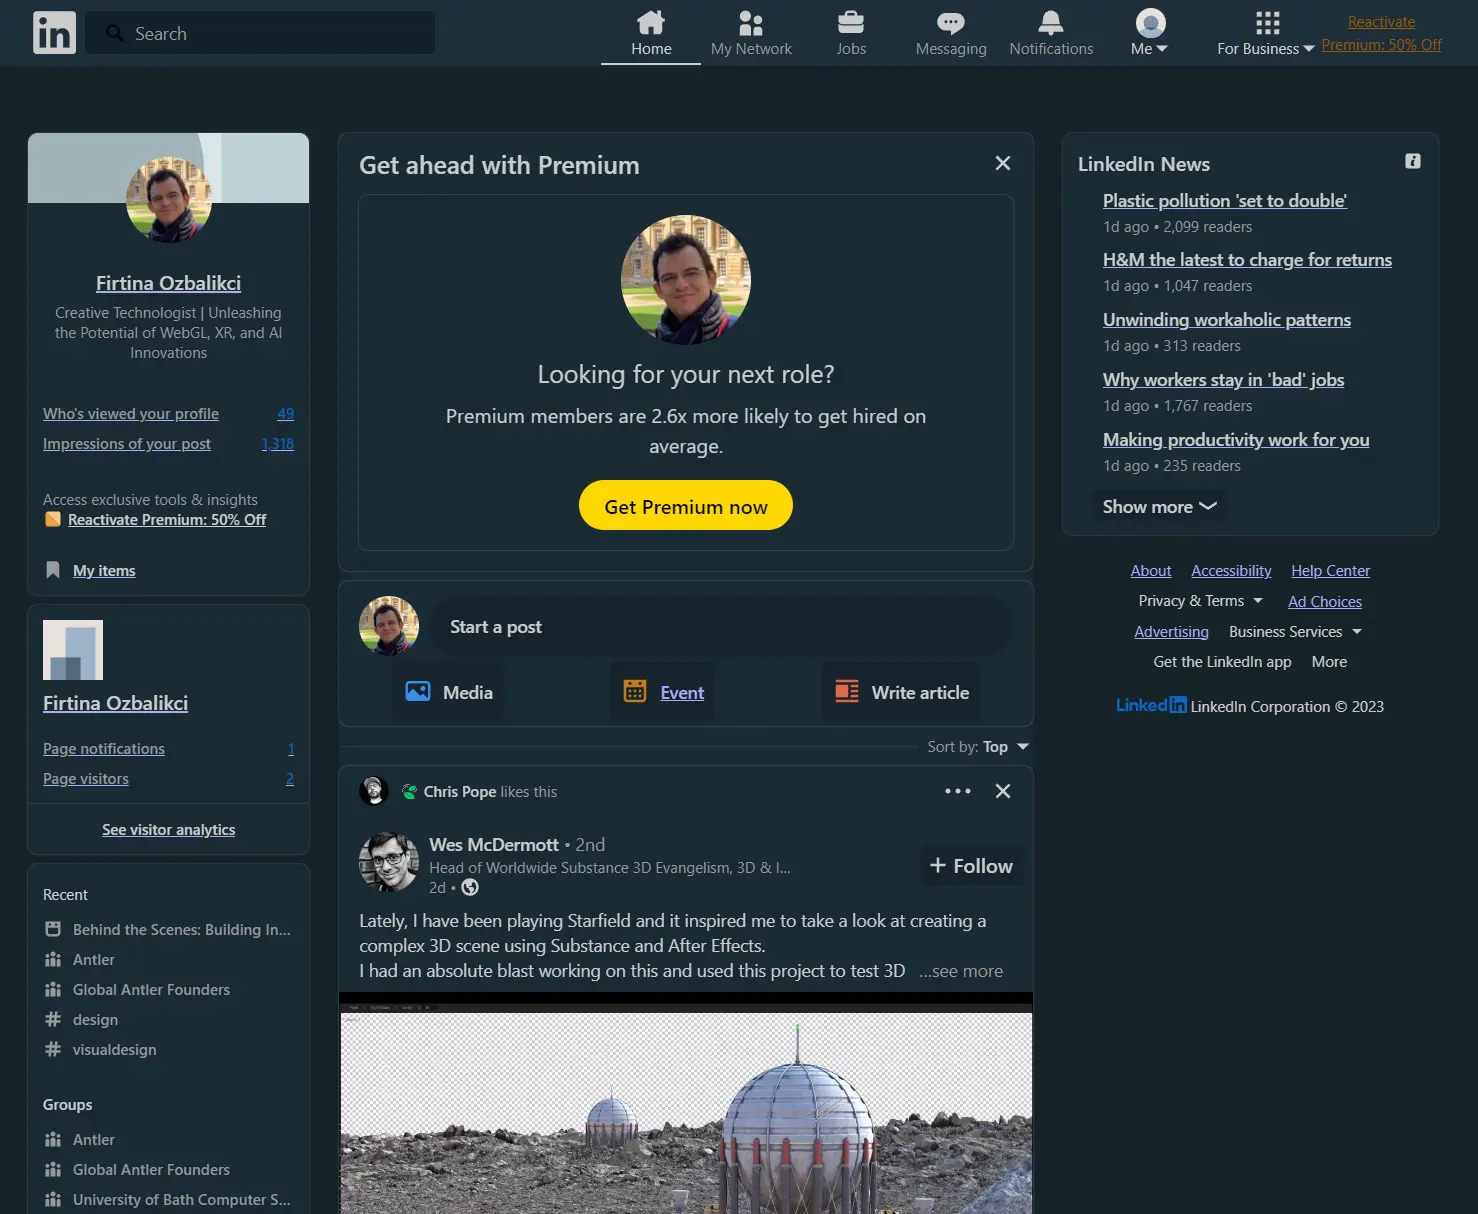 in
Search
Home
My Network
Jobs
Messaging
Notifications
Me
For Business
Reactivate
Premium: 50% Off
Firtina Ozbalikci
Creative Technologist | Unleashing
the Potential of WebGL, XR, and AI
Innovations
Who's viewed your profile 49
Impressions of your post 1,318
Access exclusive tools & insights
Reactivate Premium: 50% Off
My items
Firtina Ozbalikci
Page notifications 1
Page visitors 2
See visitor analytics
Recent
Behind the Scenes: Building In...
Antler
Global Antler Founders
# design
# visualdesign
Groups
Antler
Global Antler Founders
University of Bath Computer S...
Get ahead with Premium
Looking for your next role?
Premium members are 2.6x more likely to get hired on
average.
Get Premium now
Start a post
Media
Event
Write article
Sort by: Top
Chris Pope likes this
Wes McDermott • 2nd
Head of Worldwide Substance 3D Evangelism, 3D & I...
2d •
+ Follow
Lately, I have been playing Starfield and it inspired me to take a look at creating a
complex 3D scene using Substance and After Effects.
I had an absolute blast working on this and used this project to test 3D ...see more
LinkedIn News
Plastic pollution 'set to double'
1d ago • 2,099 readers
H&M the latest to charge for returns
1d ago • 1,047 readers
Unwinding workaholic patterns
1d ago • 313 readers
Why workers stay in 'bad' jobs
1d ago • 1,767 readers
Making productivity work for you
1d ago • 235 readers
Show more
About Accessibility Help Center
Privacy & Terms Ad Choices
Advertising Business Services
Get the LinkedIn app More
LinkedIn LinkedIn Corporation © 2023